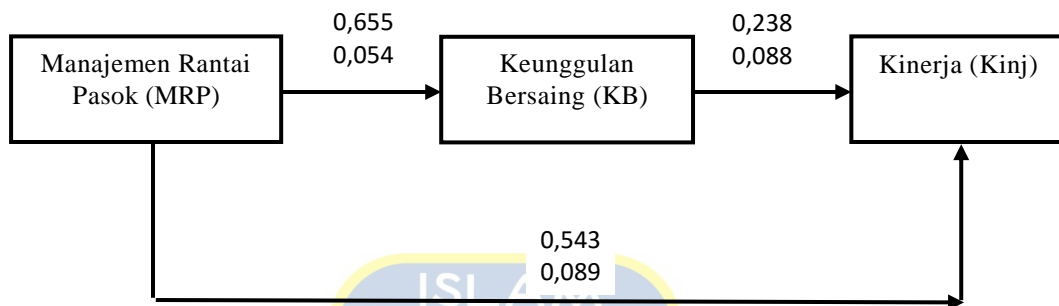 0,655
0,054
0,238
0,088
Manajemen Rantai
Pasok (MRP)
Keunggulan
Bersaing (KB)
Kinerja (Kinj)
0,543
0,089
ISLAM